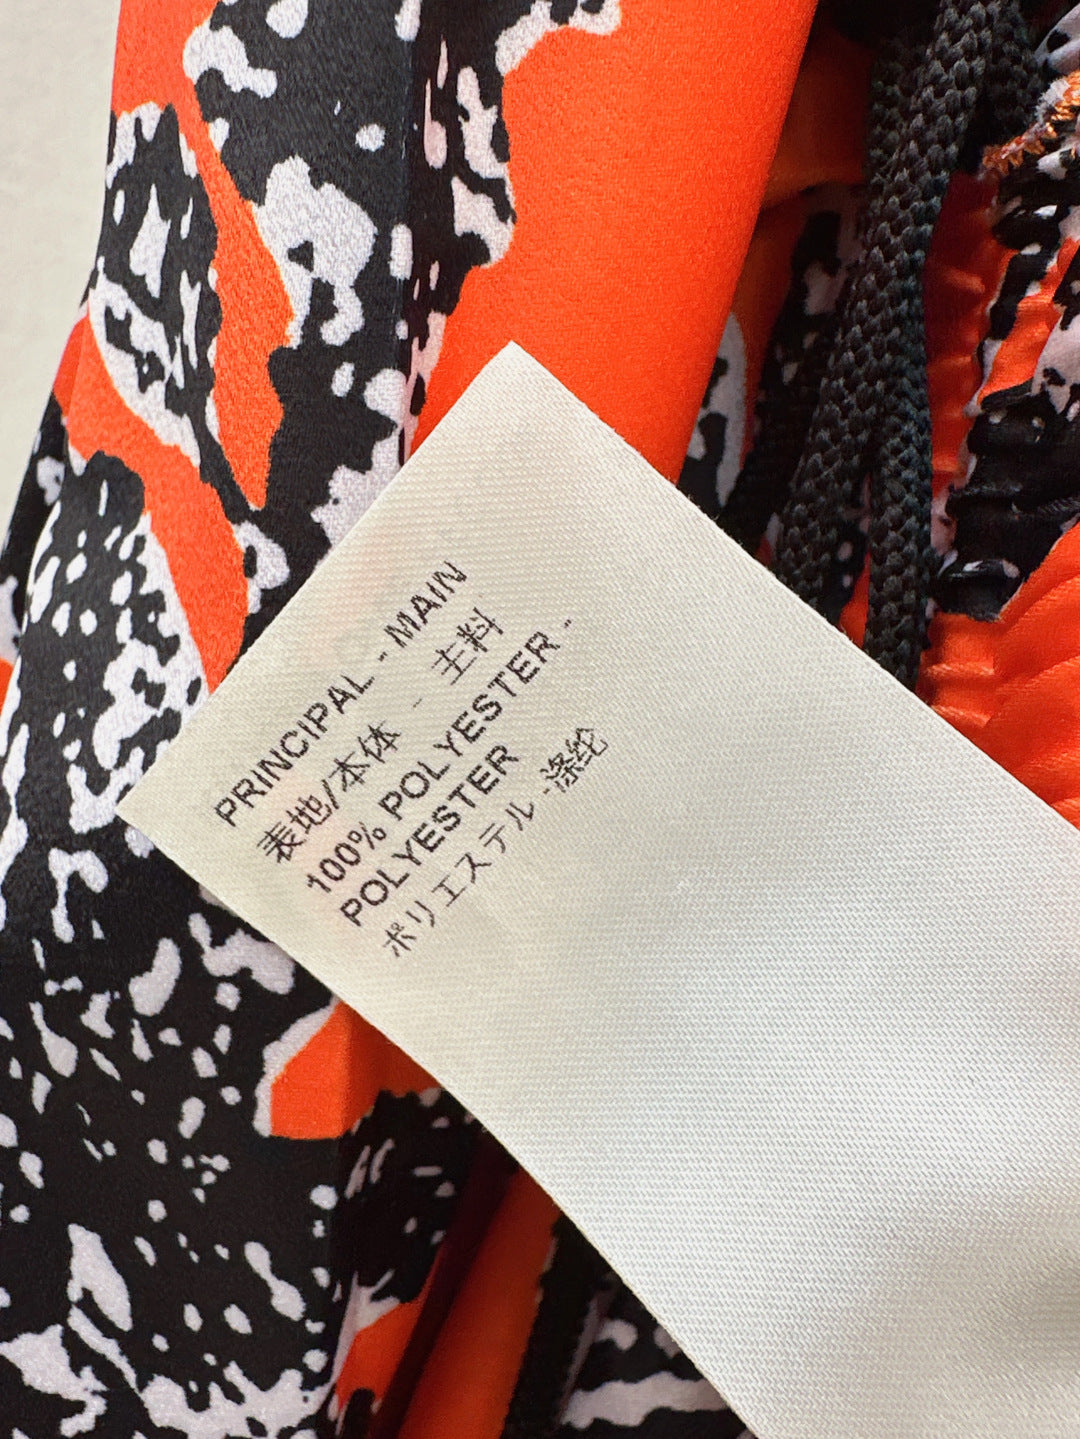 PRINCIPAL - MAIN
表地/本体 - 主料
100% POLYESTER -
POLYESTER
ポリエステル -涤纶